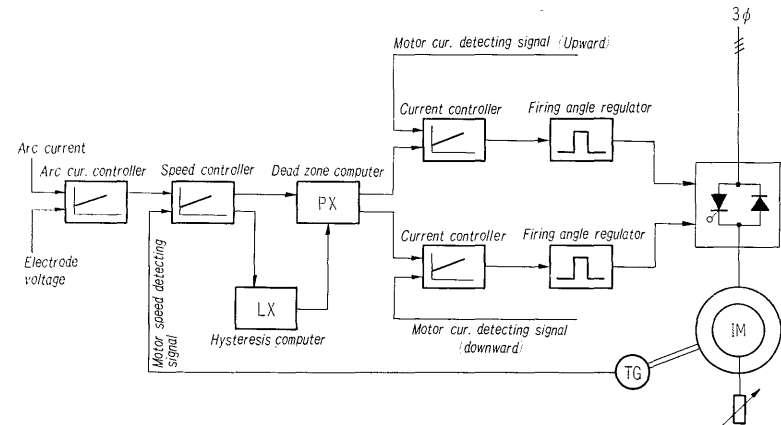 3ϕ
Motor cur. detecting signal (Upward)
Current controller
Firing angle regulator
Arc current
Arc cur. controller
Speed controller
Dead zone computer
PX
Electrode
voltage
Motor speed detecting
signal
LX
Hysteresis computer
Current controller
Firing angle regulator
Motor cur. detecting signal
(downward)
IM
TG